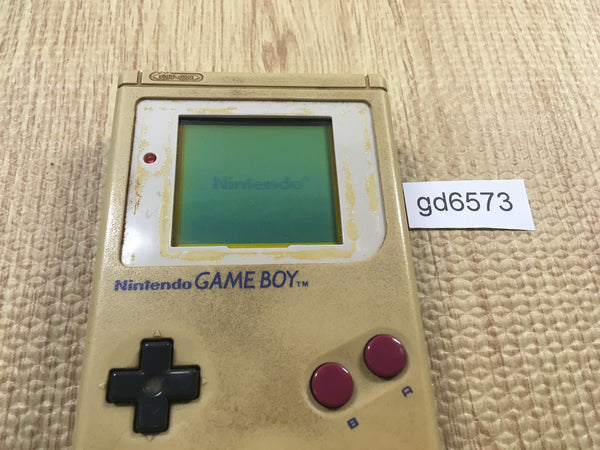 Nintendo®
gd6573
Nintendo GAME BOY™
B A